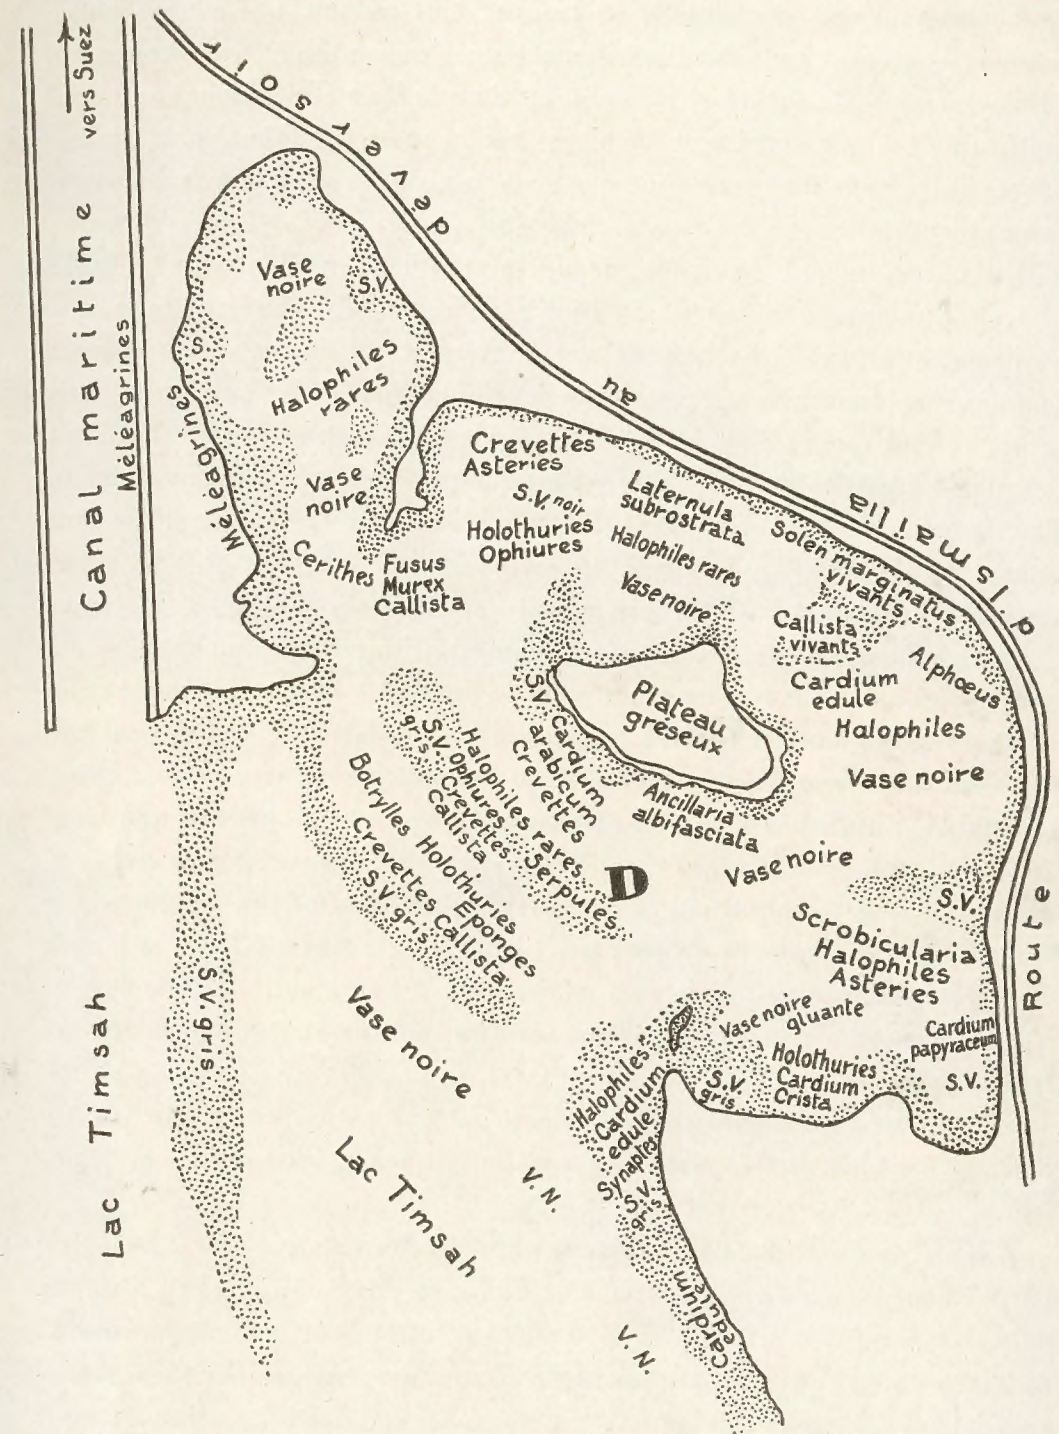 vers Suez
Canal maritime
Méléagrines
Route
d'Ismaïlia
au
déversoir
Vase
noire
S.V.
S.
Halophiles
rares
Méléagrines
Vase
noire
Cerithes
Fusus
Murex
Callista
Crevettes
Asteries
S.V. noir
Holothuries
Ophiures
Laternula
subrostrata
Halophiles rares
Vase noire
Solen marginatus
vivants
Callista
vivants
Alphœus
Cardium
edule
Halophiles
Vase noire
Plateau
gréseux
S.V.
Cardium
arabicum
Crevettes
Ancillaria
albifasciata
Vase noire
D
Halophiles rares
S.V. Ophiures
gris
Crevettes Serpules
Callista
Botrylles Holothuries
Eponges
Crevettes Callista
S.V. gris
S.V.
Scrobicularia
Halophiles
Asteries
Vase noire
gluante
Cardium
papyraceum
S.V.
Holothuries
Cardium
Crista
S.V.
gris
Halophiles
Cardium
edule
Synaptes
S.V.
gris
Vase noire
S.V. gris
Lac Timsah
Lac Timsah
V. N.
V. N.
Cardium
edule